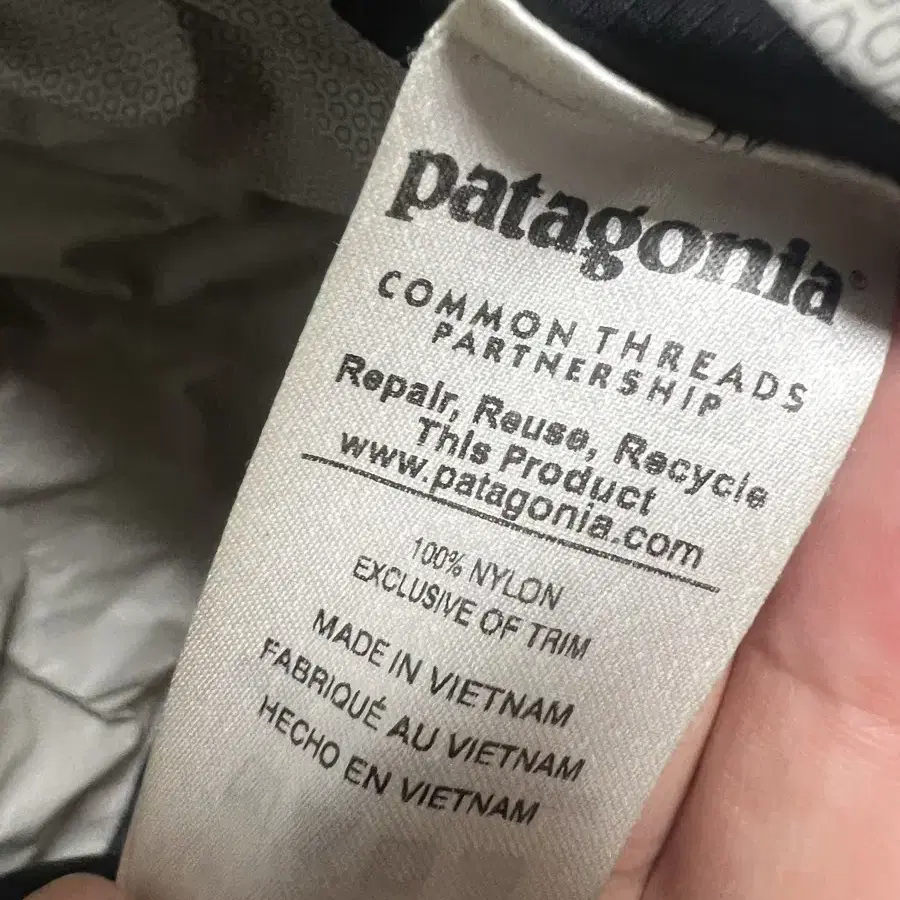 patagonia®
COMMON THREADS
PARTNERSHIP
Repair, Reuse, Recycle
This Product
www.patagonia.com
100% NYLON
EXCLUSIVE OF TRIM
MADE IN VIETNAM
FABRIQUÉ AU VIETNAM
HECHO EN VIETNAM